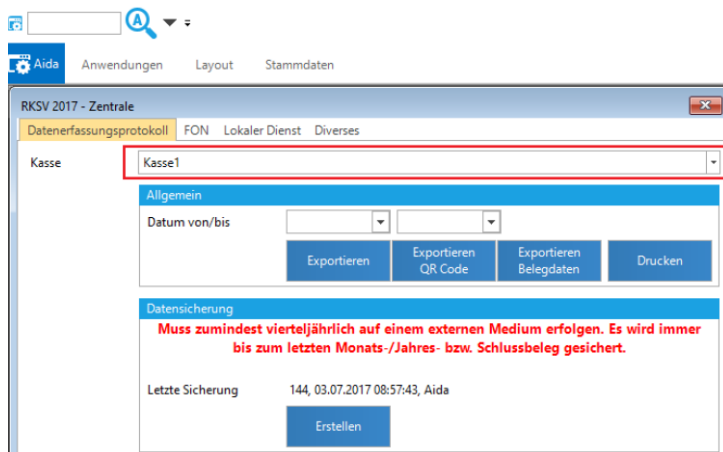 A
Aida Anwendungen Layout Stammdaten
RKSV 2017 - Zentrale
Datenerfassungsprotokoll FON Lokaler Dienst Diverses
Kasse Kasse1
Allgemein
Datum von/bis
Exportieren Exportieren QR Code Exportieren Belegdaten Drucken
Datensicherung
Muss zumindest vierteljährlich auf einem externen Medium erfolgen. Es wird immer
bis zum letzten Monats-/Jahres- bzw. Schlussbeleg gesichert.
Letzte Sicherung 144, 03.07.2017 08:57:43, Aida
Erstellen